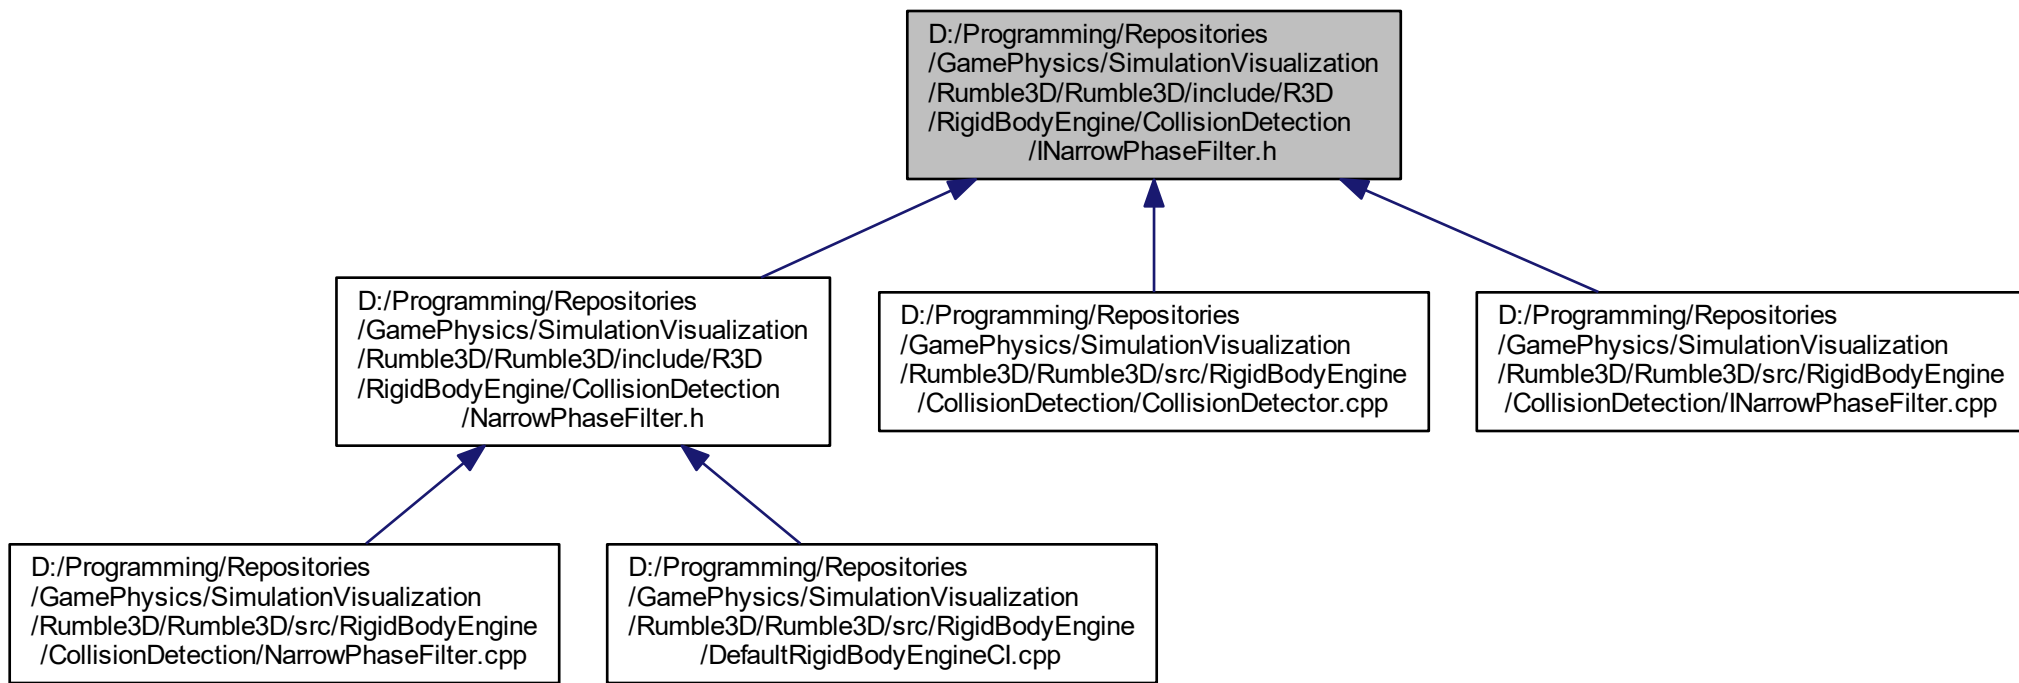 D:/Programming/Repositories
/GamePhysics/SimulationVisualization
/Rumble3D/Rumble3D/include/R3D
/RigidBodyEngine/CollisionDetection
/INarrowPhaseFilter.h
D:/Programming/Repositories
/GamePhysics/SimulationVisualization
/Rumble3D/Rumble3D/include/R3D
/RigidBodyEngine/CollisionDetection
/NarrowPhaseFilter.h
D:/Programming/Repositories
/GamePhysics/SimulationVisualization
/Rumble3D/Rumble3D/src/RigidBodyEngine
/CollisionDetection/CollisionDetector.cpp
D:/Programming/Repositories
/GamePhysics/SimulationVisualization
/Rumble3D/Rumble3D/src/RigidBodyEngine
/CollisionDetection/INarrowPhaseFilter.cpp
D:/Programming/Repositories
/GamePhysics/SimulationVisualization
/Rumble3D/Rumble3D/src/RigidBodyEngine
/CollisionDetection/NarrowPhaseFilter.cpp
D:/Programming/Repositories
/GamePhysics/SimulationVisualization
/Rumble3D/Rumble3D/src/RigidBodyEngine
/DefaultRigidBodyEngineCI.cpp